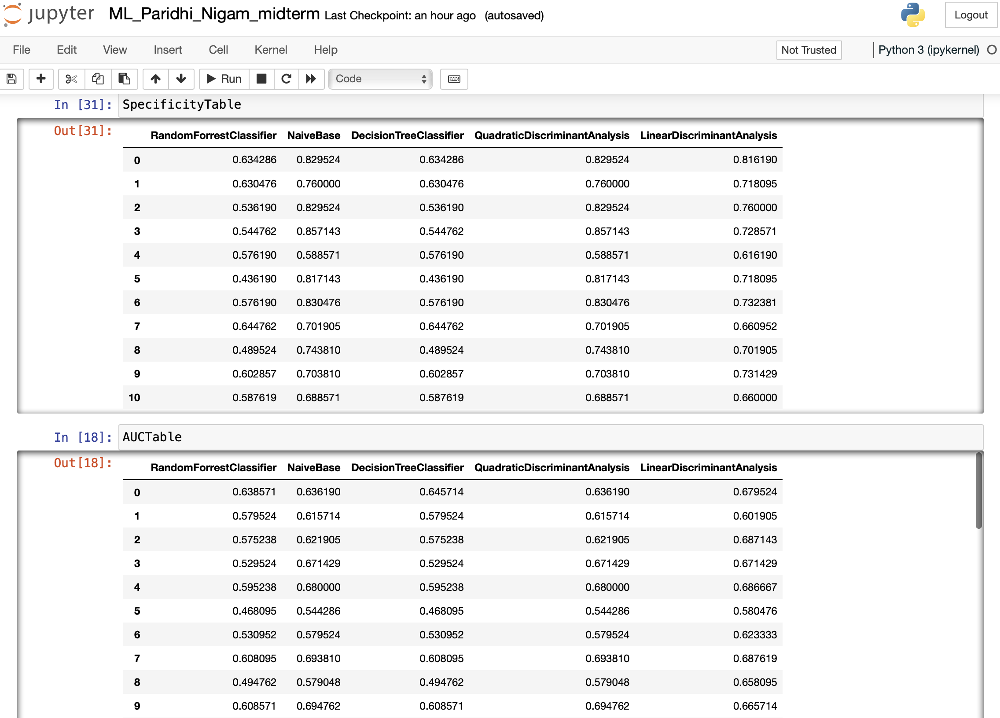 jupyter ML_Paridhi_Nigam_midterm Last Checkpoint: an hour ago (autosaved) Logout
File Edit View Insert Cell Kernel Help Not Trusted Python 3 (ipykernel)
Run Code
In [31]: SpecificityTable
Out[31]:
RandomForrestClassifier NaiveBase DecisionTreeClassifier QuadraticDiscriminantAnalysis LinearDiscriminantAnalysis
0 0.634286 0.829524 0.634286 0.829524 0.816190
1 0.630476 0.760000 0.630476 0.760000 0.718095
2 0.536190 0.829524 0.536190 0.829524 0.760000
3 0.544762 0.857143 0.544762 0.857143 0.728571
4 0.576190 0.588571 0.576190 0.588571 0.616190
5 0.436190 0.817143 0.436190 0.817143 0.718095
6 0.576190 0.830476 0.576190 0.830476 0.732381
7 0.644762 0.701905 0.644762 0.701905 0.660952
8 0.489524 0.743810 0.489524 0.743810 0.701905
9 0.602857 0.703810 0.602857 0.703810 0.731429
10 0.587619 0.688571 0.587619 0.688571 0.660000
In [18]: AUCTable
Out[18]:
RandomForrestClassifier NaiveBase DecisionTreeClassifier QuadraticDiscriminantAnalysis LinearDiscriminantAnalysis
0 0.638571 0.636190 0.645714 0.636190 0.679524
1 0.579524 0.615714 0.579524 0.615714 0.601905
2 0.575238 0.621905 0.575238 0.621905 0.687143
3 0.529524 0.671429 0.529524 0.671429 0.671429
4 0.595238 0.680000 0.595238 0.680000 0.686667
5 0.468095 0.544286 0.468095 0.544286 0.580476
6 0.530952 0.579524 0.530952 0.579524 0.623333
7 0.608095 0.693810 0.608095 0.693810 0.687619
8 0.494762 0.579048 0.494762 0.579048 0.658095
9 0.608571 0.694762 0.608571 0.694762 0.665714